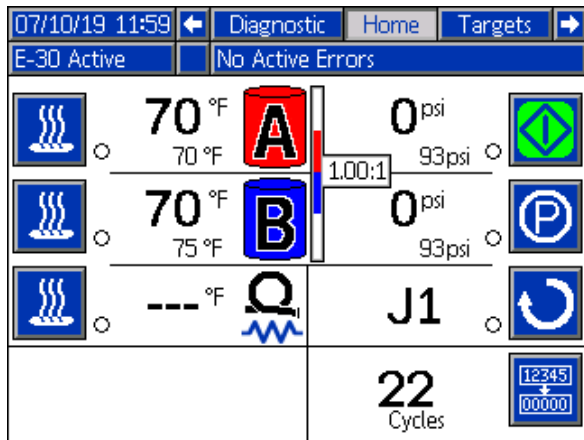 07/10/19 11:59 Diagnostic Home Targets
E-30 Active No Active Errors
70 °F A 0 psi
70 °F 93psi
1.00:1
70 °F B 0 psi P
75 °F 93psi
--- °F J1
22 12345
Cycles 00000